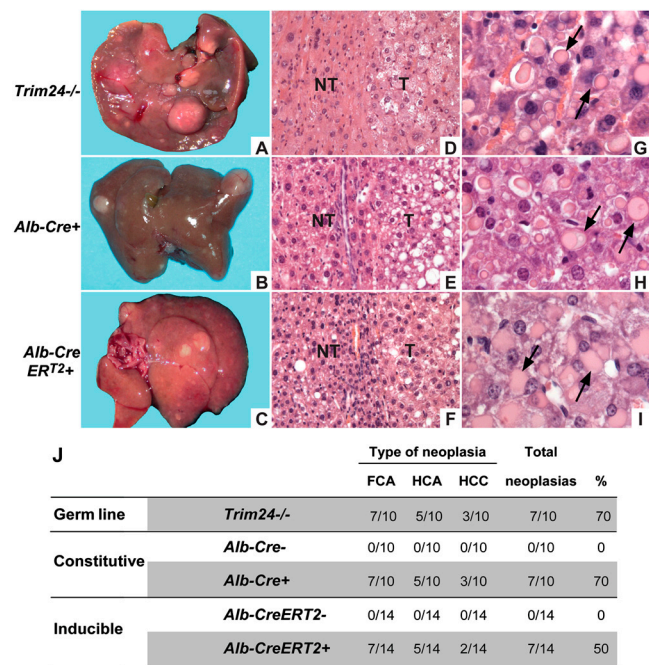 Trim24-/-
A
NT T
D
G
Alb-Cre+
B
NT T
E
H
Alb-Cre
ERT2+
C
NT T
F
I
J
Type of neoplasia Total
FCA HCA HCC neoplasias %
Germ line Trim24-/- 7/10 5/10 3/10 7/10 70
Constitutive
Alb-Cre- 0/10 0/10 0/10 0/10 0
Alb-Cre+ 7/10 5/10 3/10 7/10 70
Inducible
Alb-CreERT2- 0/14 0/14 0/14 0/14 0
Alb-CreERT2+ 7/14 5/14 2/14 7/14 50